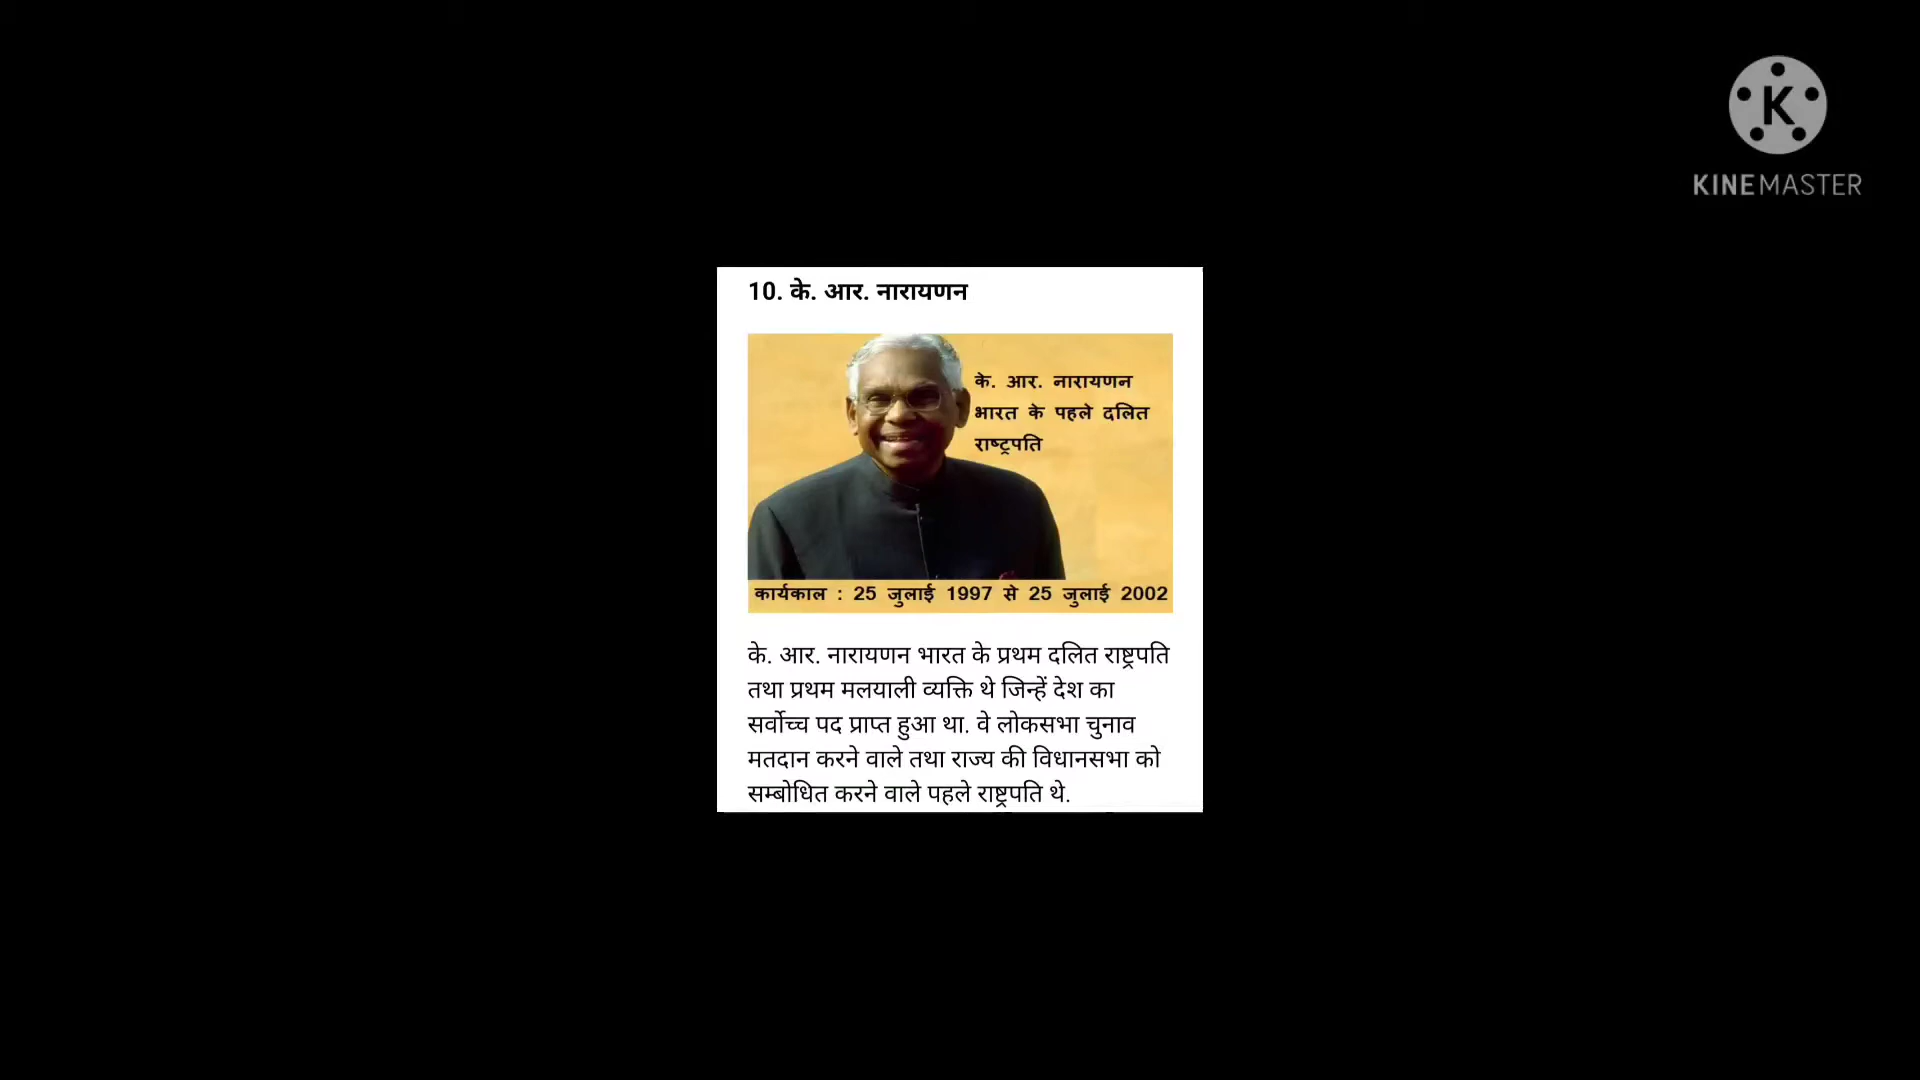 KINEMASTER
10. के. आर. नारायणन
के. आर. नारायणन
भारत के पहले दलित
राष्ट्रपति
कार्यकाल : 25 जुलाई 1997 से 25 जुलाई 2002
के. आर. नारायणन भारत के प्रथम दलित राष्ट्रपति
तथा प्रथम मलयाली व्यक्ति थे जिन्हें देश का
सर्वोच्च पद प्राप्त हुआ था. वे लोकसभा चुनाव
मतदान करने वाले तथा राज्य की विधानसभा को
सम्बोधित करने वाले पहले राष्ट्रपति थे.